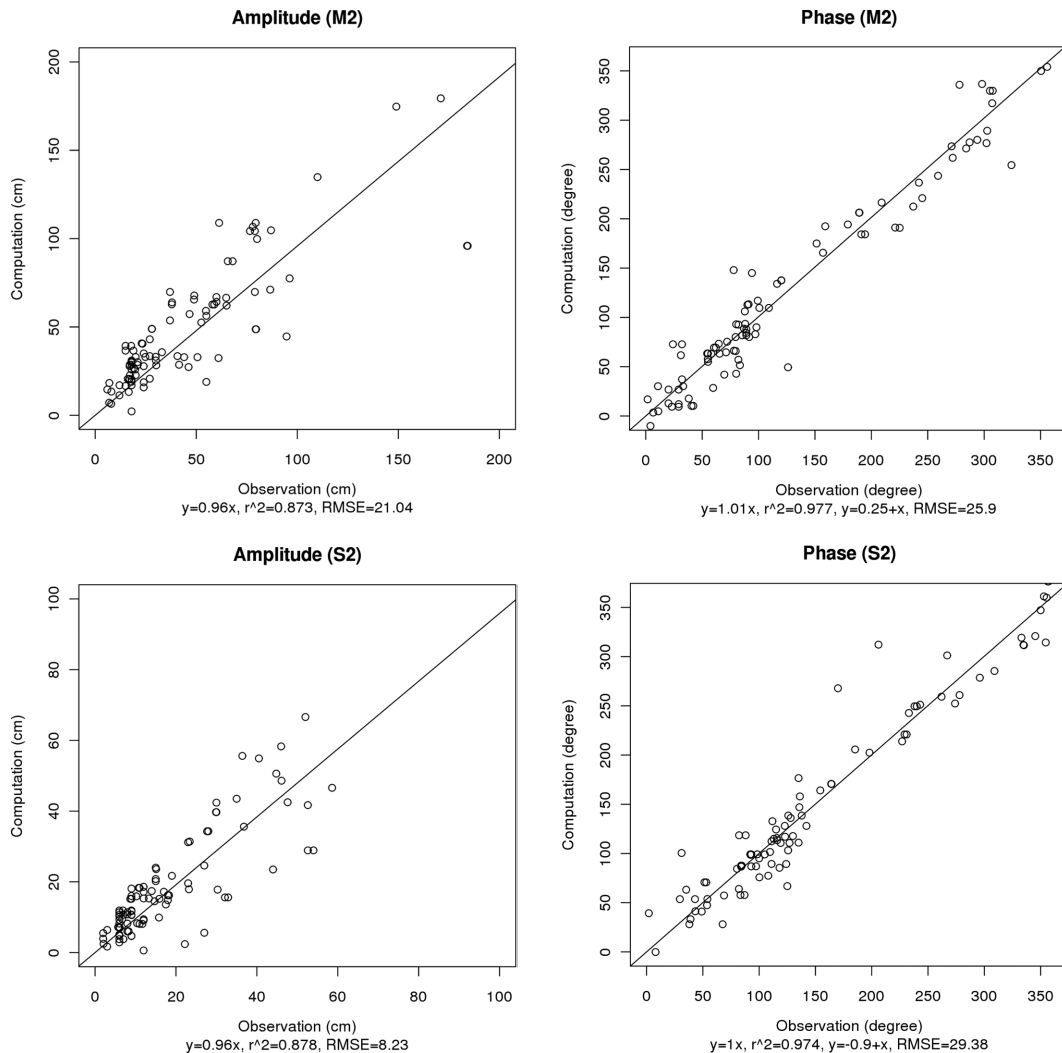 Amplitude (M2)
Computation (cm)
0 50 100 150 200
0 50 100 150 200
Observation (cm)
y=0.96x, r^2=0.873, RMSE=21.04
Phase (M2)
Computation (degree)
0 50 100 150 200 250 300 350
0 50 100 150 200 250 300 350
Observation (degree)
y=1.01x, r^2=0.977, y=0.25+x, RMSE=25.9
Amplitude (S2)
Computation (cm)
0 20 40 60 80 100
0 20 40 60 80 100
Observation (cm)
y=0.96x, r^2=0.878, RMSE=8.23
Phase (S2)
Computation (degree)
0 50 100 150 200 250 300 350
0 50 100 150 200 250 300 350
Observation (degree)
y=1x, r^2=0.974, y=-0.9+x, RMSE=29.38